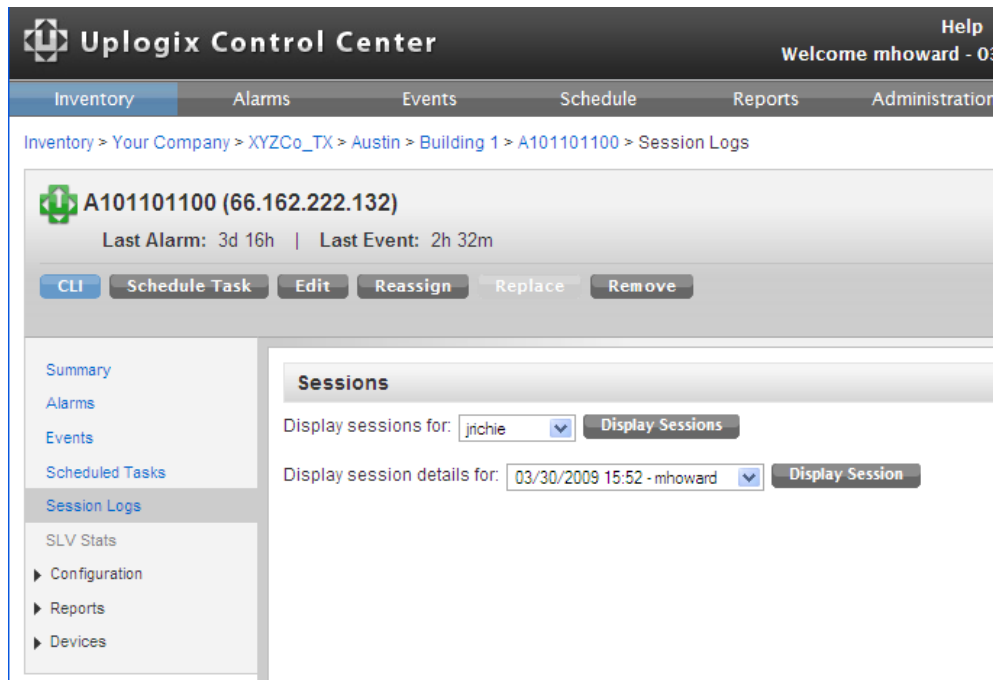 Uplogix Control Center
Help
Welcome mhoward - 03
Inventory Alarms Events Schedule Reports Administration
Inventory > Your Company > XYZCo_TX > Austin > Building 1 > A101101100 > Session Logs
A101101100 (66.162.222.132)
Last Alarm: 3d 16h | Last Event: 2h 32m
CLI Schedule Task Edit Reassign Replace Remove
Summary
Alarms
Events
Scheduled Tasks
Session Logs
SLV Stats
Configuration
Reports
Devices
Sessions
Display sessions for: jrichie Display Sessions
Display session details for: 03/30/2009 15:52 - mhoward Display Session